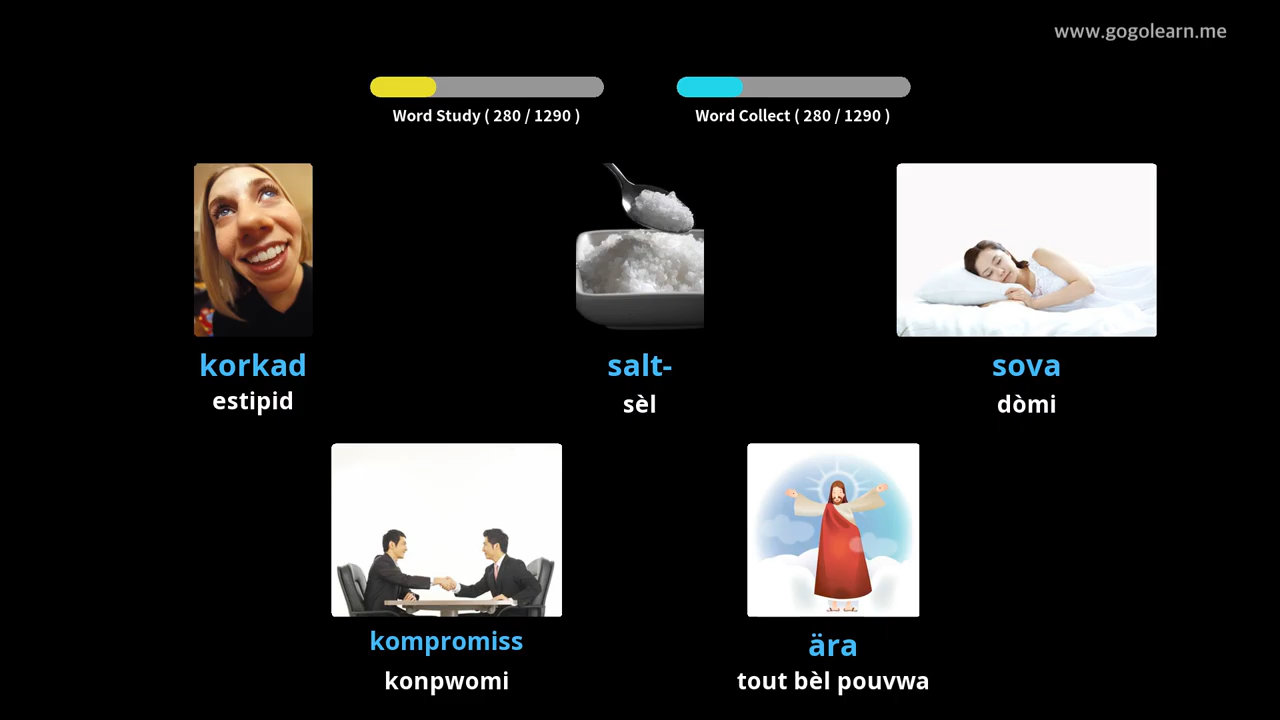 www.gogolearn.me
Word Study ( 280 / 1290 )
Word Collect ( 280 / 1290 )
korkad
estipid
salt-
sèl
sova
dòmi
kompromiss
konpwomi
ära
tout bèl pouvwa